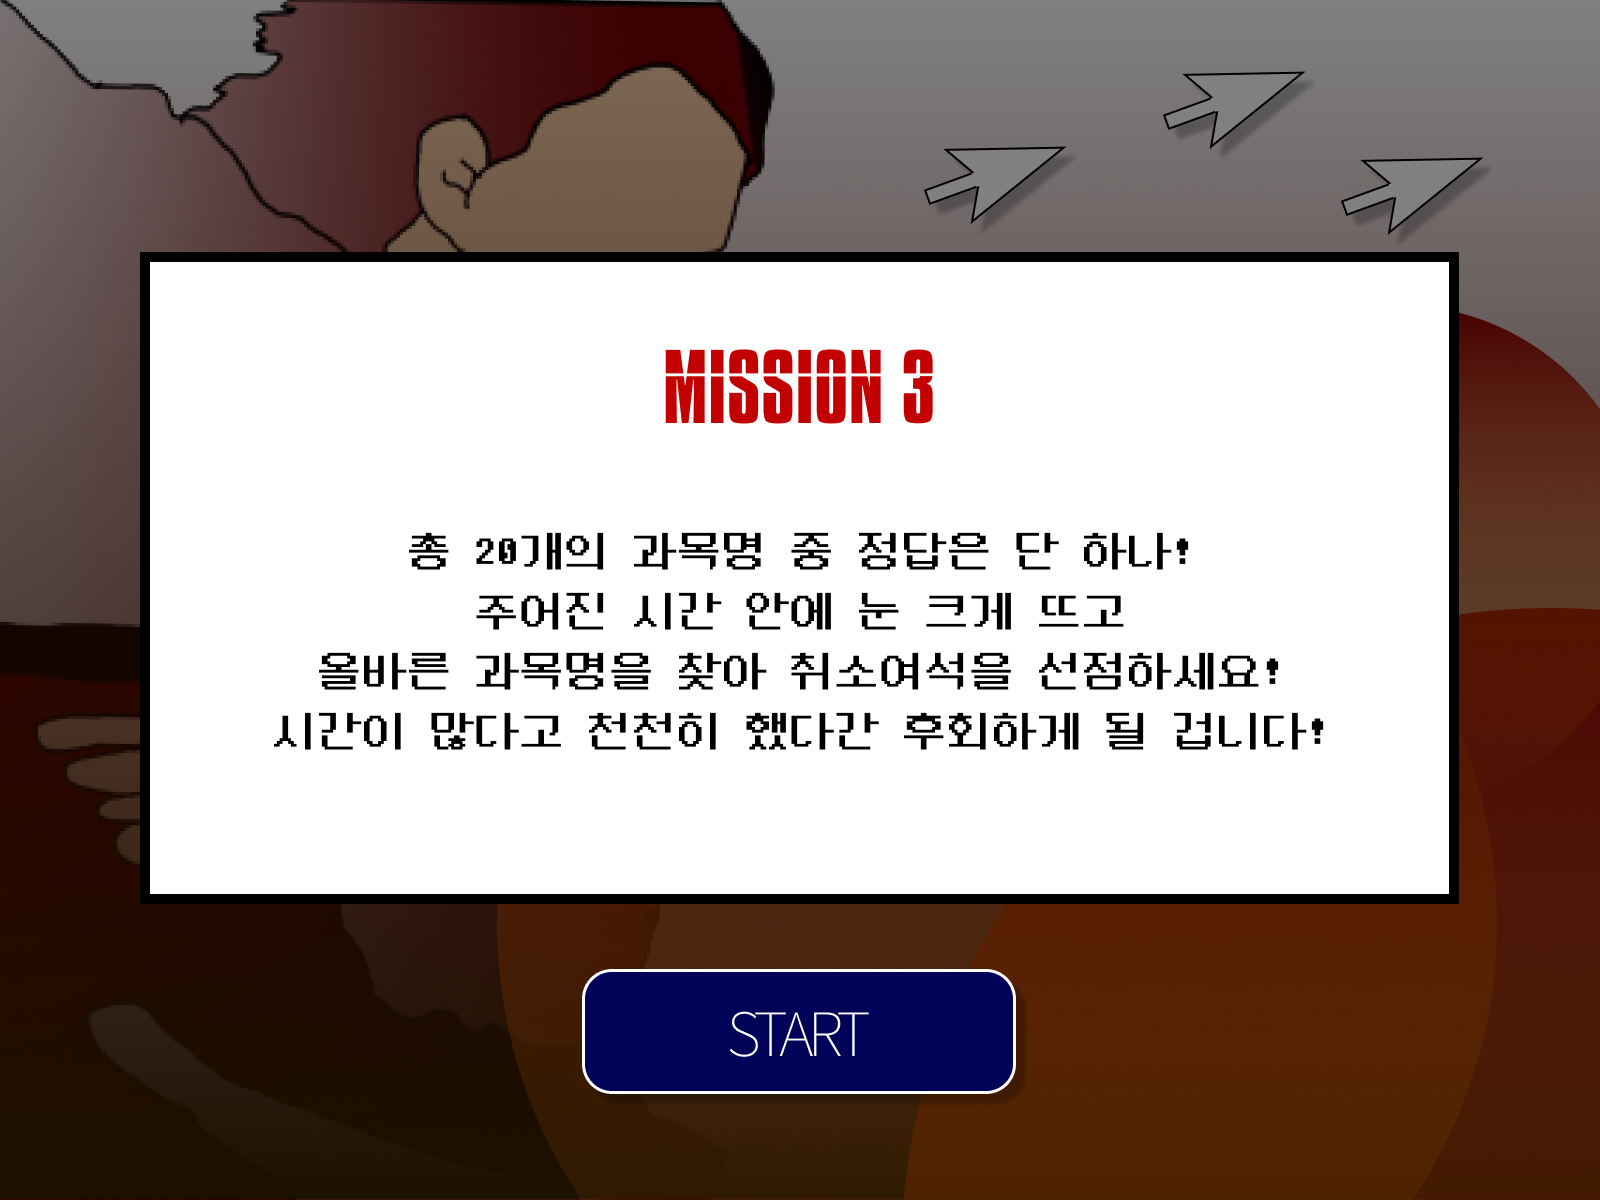 MISSION 3
총 20개의 과목명 중 정답은 단 하나!
주어진 시간 안에 눈 크게 뜨고
올바른 과목명을 찾아 취소여석을 선점하세요!
시간이 많다고 천천히 했다간 후회하게 될 겁니다!
START